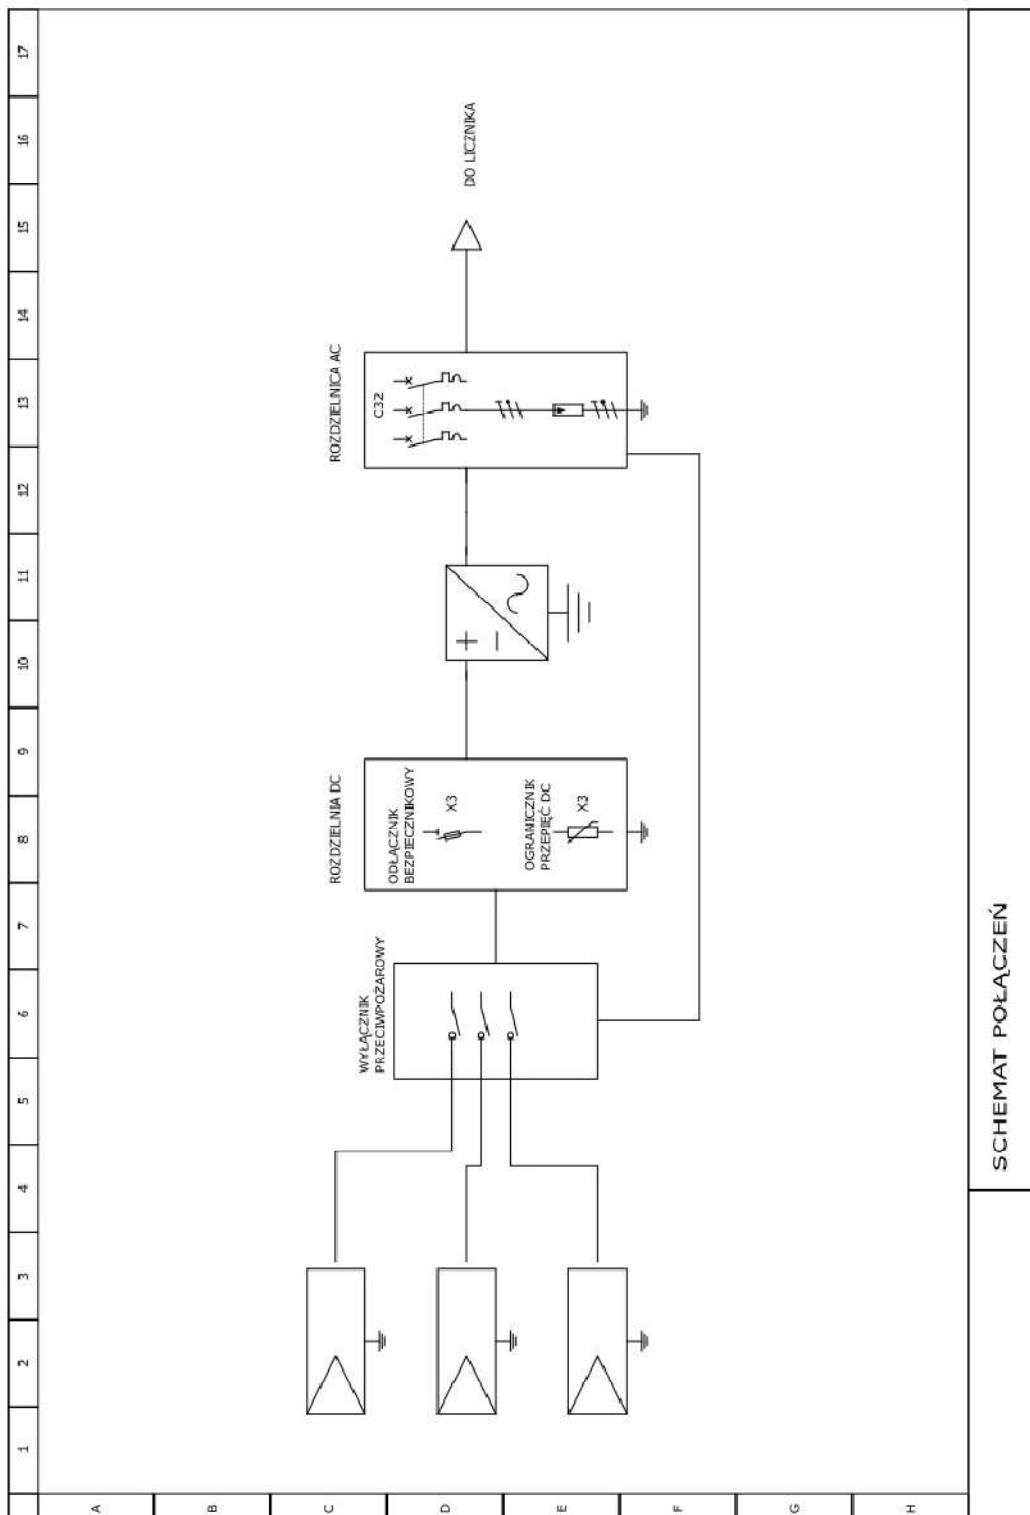 1
2
3
4
5
6
7
8
9
10
11
12
13
14
15
16
17
A
B
C
D
E
F
G
H
WYŁĄCZNIK
PRZECIWPOŻAROWY
ROZDZIELNIA DC
ODŁĄCZNIK
BEZPIECZNIKOWY
X3
OGRANICZNIK
PRZEPIĘĆ DC
X3
ROZDZIELNICA AC
C32
DO LICZNIKA
SCHEMAT POŁĄCZEŃ